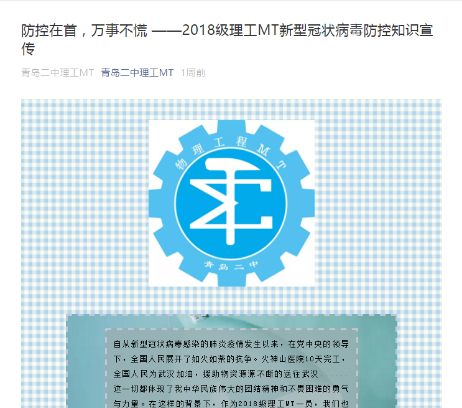 防控在首，万事不慌 ——2018级理工MT新型冠状病毒防控知识宣
传
青岛二中理工MT 青岛二中理工MT 1周前
物理工程MT
青岛二中
自从新型冠状病毒感染的肺炎疫情发生以来，在党中央的领导
下，全国人民展开了如火如荼的抗争。火神山医院10天完工，
全国人民为武汉加油，援助物资源源不断的运往武汉……
这一切都体现了我中华民族伟大的团结精神和不畏困难的勇气
与力量。在这样的背景下，作为2018级理工MT一员，我们也